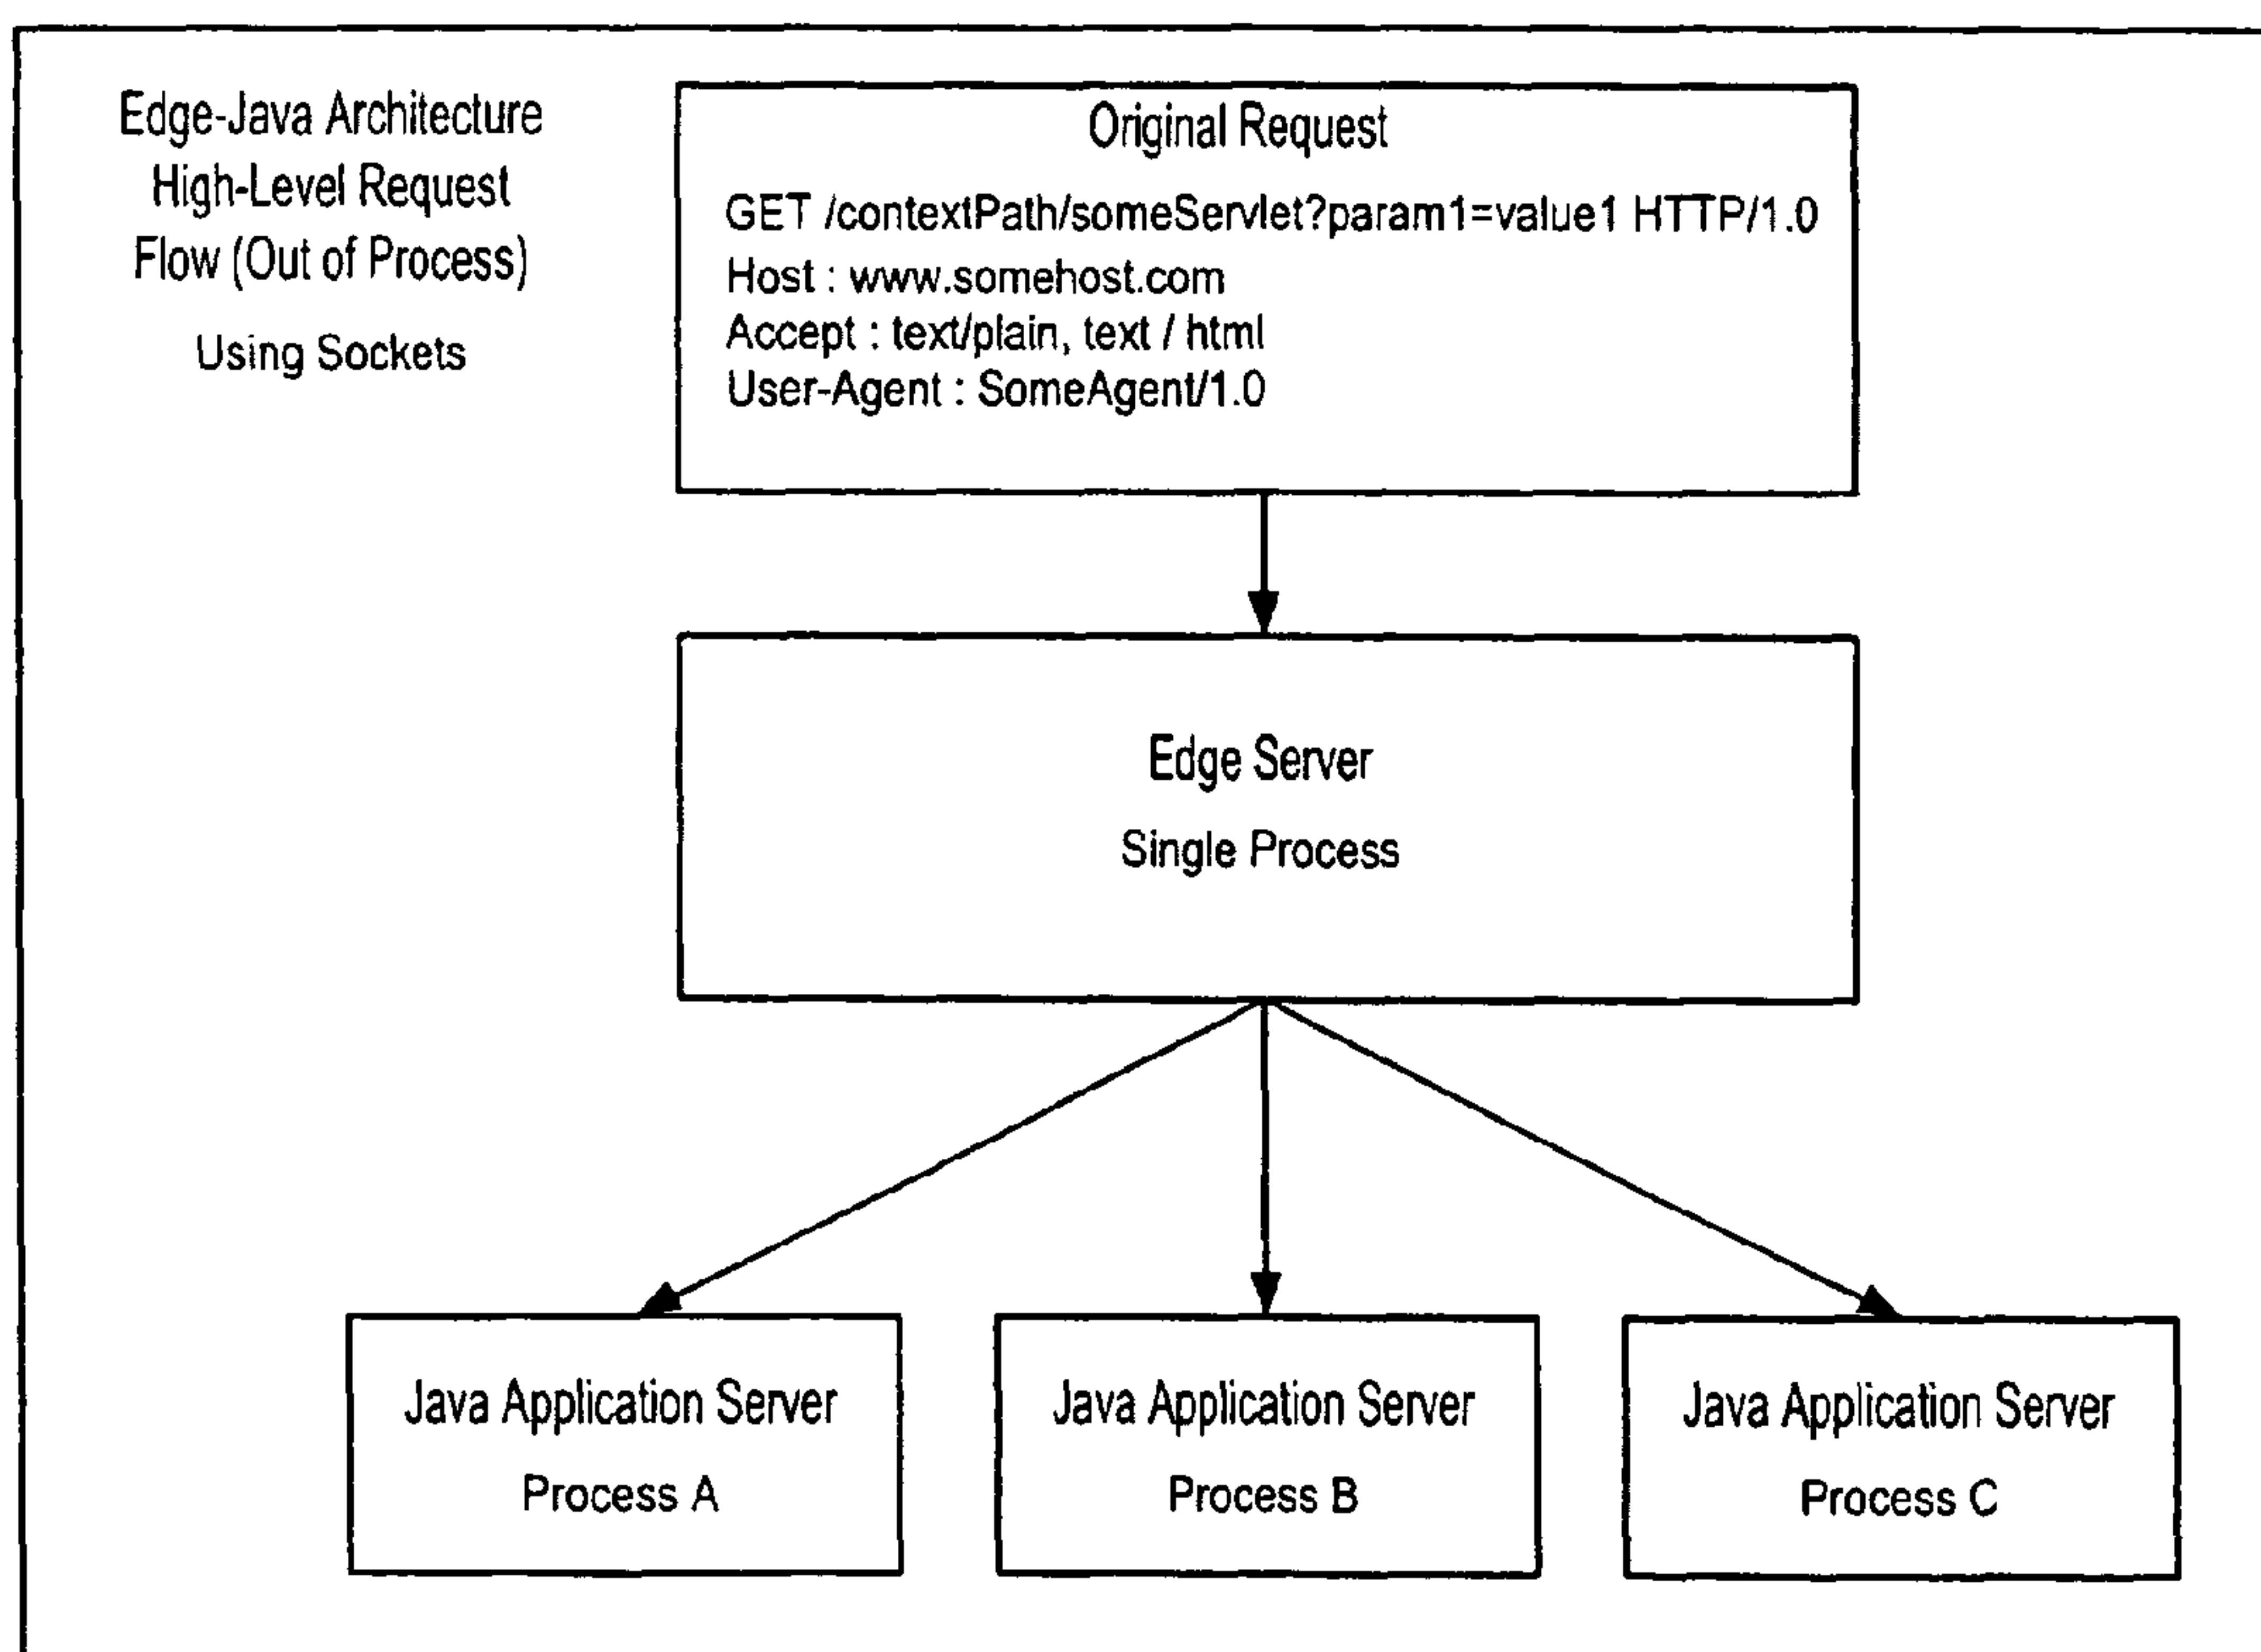 Edge-Java Architecture
High-Level Request
Flow (Out of Process)
Using Sockets
Original Request
GET /contextPath/someServlet?param1=value1 HTTP/1.0
Host : www.somehost.com
Accept : text/plain, text / html
User-Agent : SomeAgent/1.0
Edge Server
Single Process
Java Application Server
Process A
Java Application Server
Process B
Java Application Server
Process C